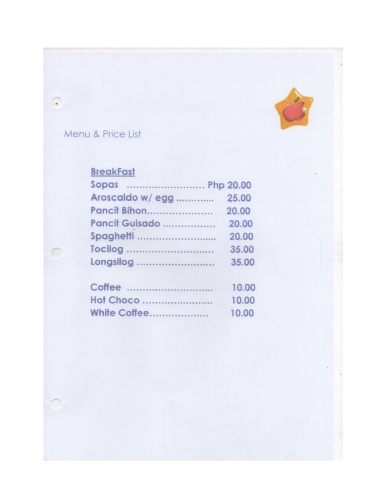 Menu & Price List
BreakFast
Sopas ............................ Php 20.00
Aroscaldo w/ egg ............ 25.00
Pancit Bihon..................... 20.00
Pancit Guisado ................. 20.00
Spaghetti .......................... 20.00
Tocilog ............................ 35.00
Longsilog ......................... 35.00
Coffee ............................ 10.00
Hot Choco ....................... 10.00
White Coffee................... 10.00